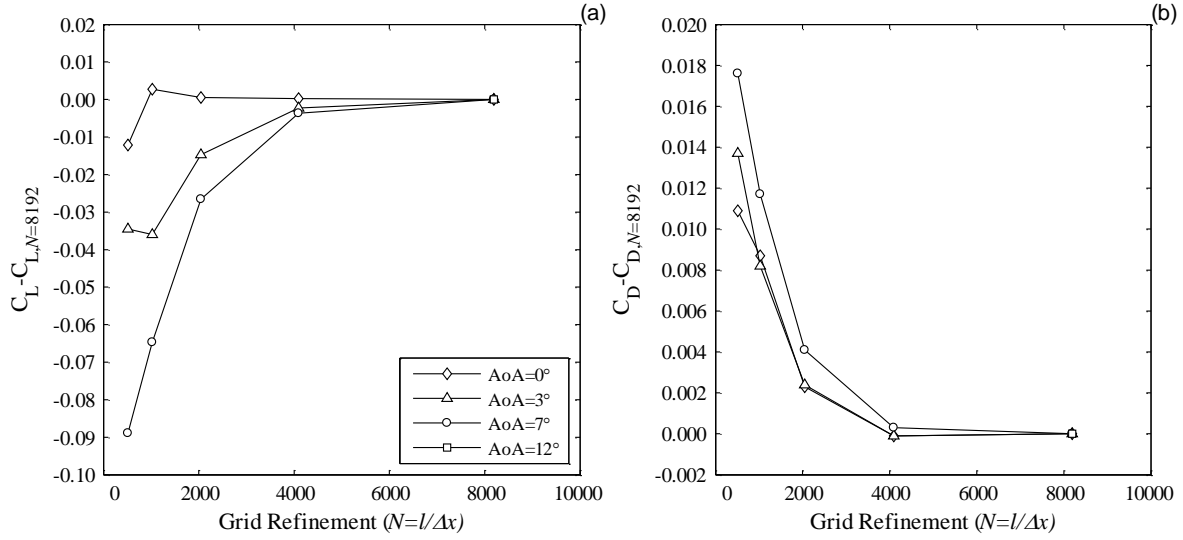 (a)
0.02
0.01
0.00
-0.01
-0.02
-0.03
-0.04
-0.05
-0.06
-0.07
-0.08
-0.09
-0.10
C_L-C_L,N=8192
AoA=0°
AoA=3°
AoA=7°
AoA=12°
0 2000 4000 6000 8000 10000
Grid Refinement (N=l/Δx)
(b)
0.020
0.018
0.016
0.014
0.012
0.010
0.008
0.006
0.004
0.002
0.000
-0.002
C_D-C_D,N=8192
0 2000 4000 6000 8000 10000
Grid Refinement (N=l/Δx)